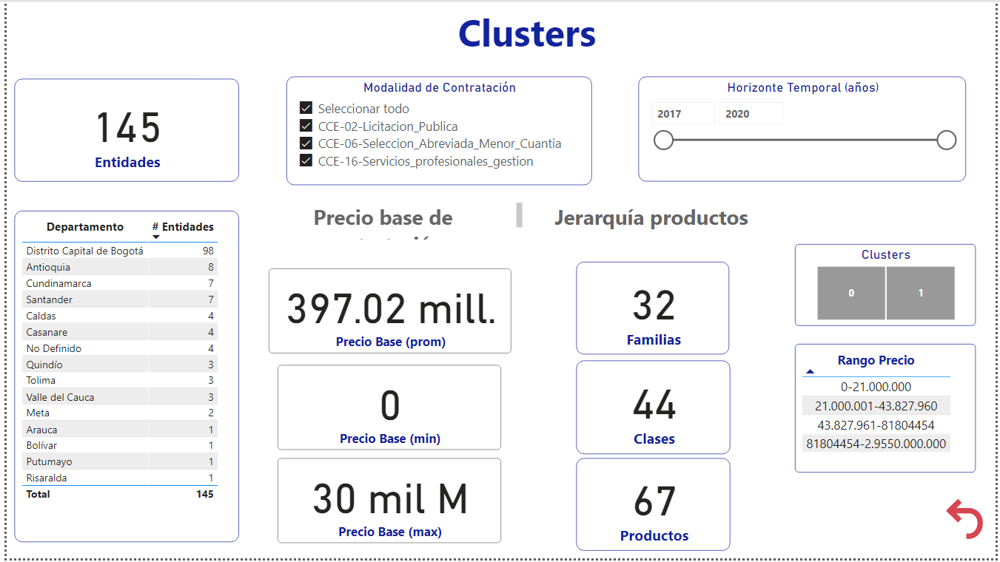 Clusters
145
Entidades
Modalidad de Contratación
Seleccionar todo
CCE-02-Licitacion_Publica
CCE-06-Seleccion_Abreviada_Menor_Cuantia
CCE-16-Servicios_profesionales_gestion
Horizonte Temporal (años)
2017 2020
Departamento # Entidades
Distrito Capital de Bogotá 98
Antioquia 8
Cundinamarca 7
Santander 7
Caldas 4
Casanare 4
No Definido 4
Quindío 3
Tolima 3
Valle del Cauca 3
Meta 2
Arauca 1
Bolívar 1
Putumayo 1
Risaralda 1
Total 145
Precio base de
397.02 mill.
Precio Base (prom)
0
Precio Base (min)
30 mil M
Precio Base (max)
Jerarquía productos
32
Familias
44
Clases
67
Productos
Clusters
0 1
Rango Precio
0-21.000.000
21.000.001-43.827.960
43.827.961-81804454
81804454-2.9550.000.000